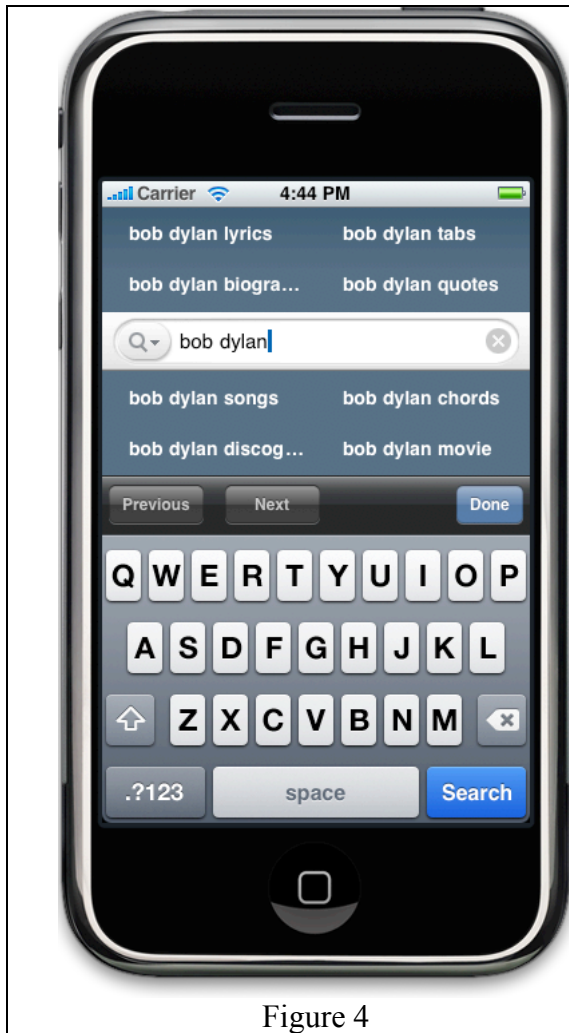 Carrier 4:44 PM
bob dylan lyrics bob dylan tabs
bob dylan biogra... bob dylan quotes
bob dylan
bob dylan songs bob dylan chords
bob dylan discog... bob dylan movie
Previous Next Done
Q W E R T Y U I O P
A S D F G H J K L
Z X C V B N M
.?123 space Search
Figure 4